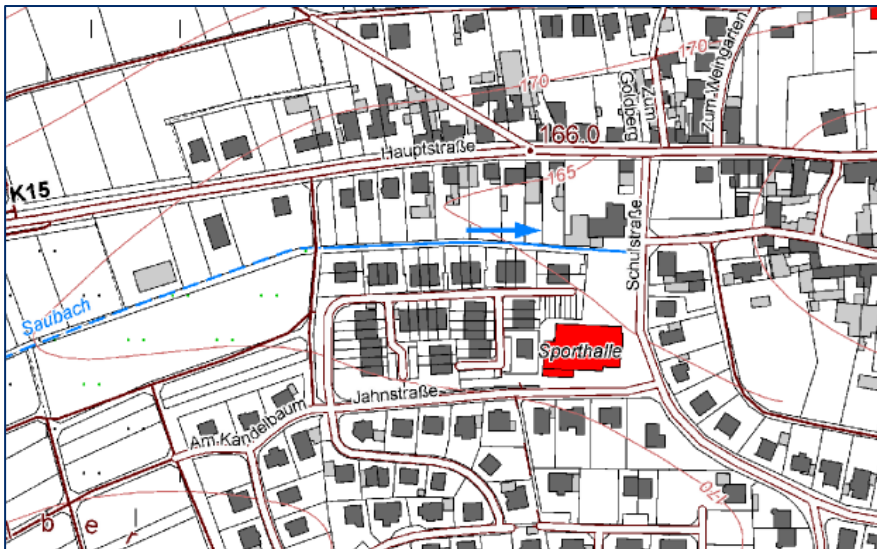 170
170
Zum Weingarten
Zum
Goldberg
166.0
Hauptstraße
165
K15
Schulstraße
Saubach
Sporthalle
Jahnstraße
Am Kandelbaum
170
b e